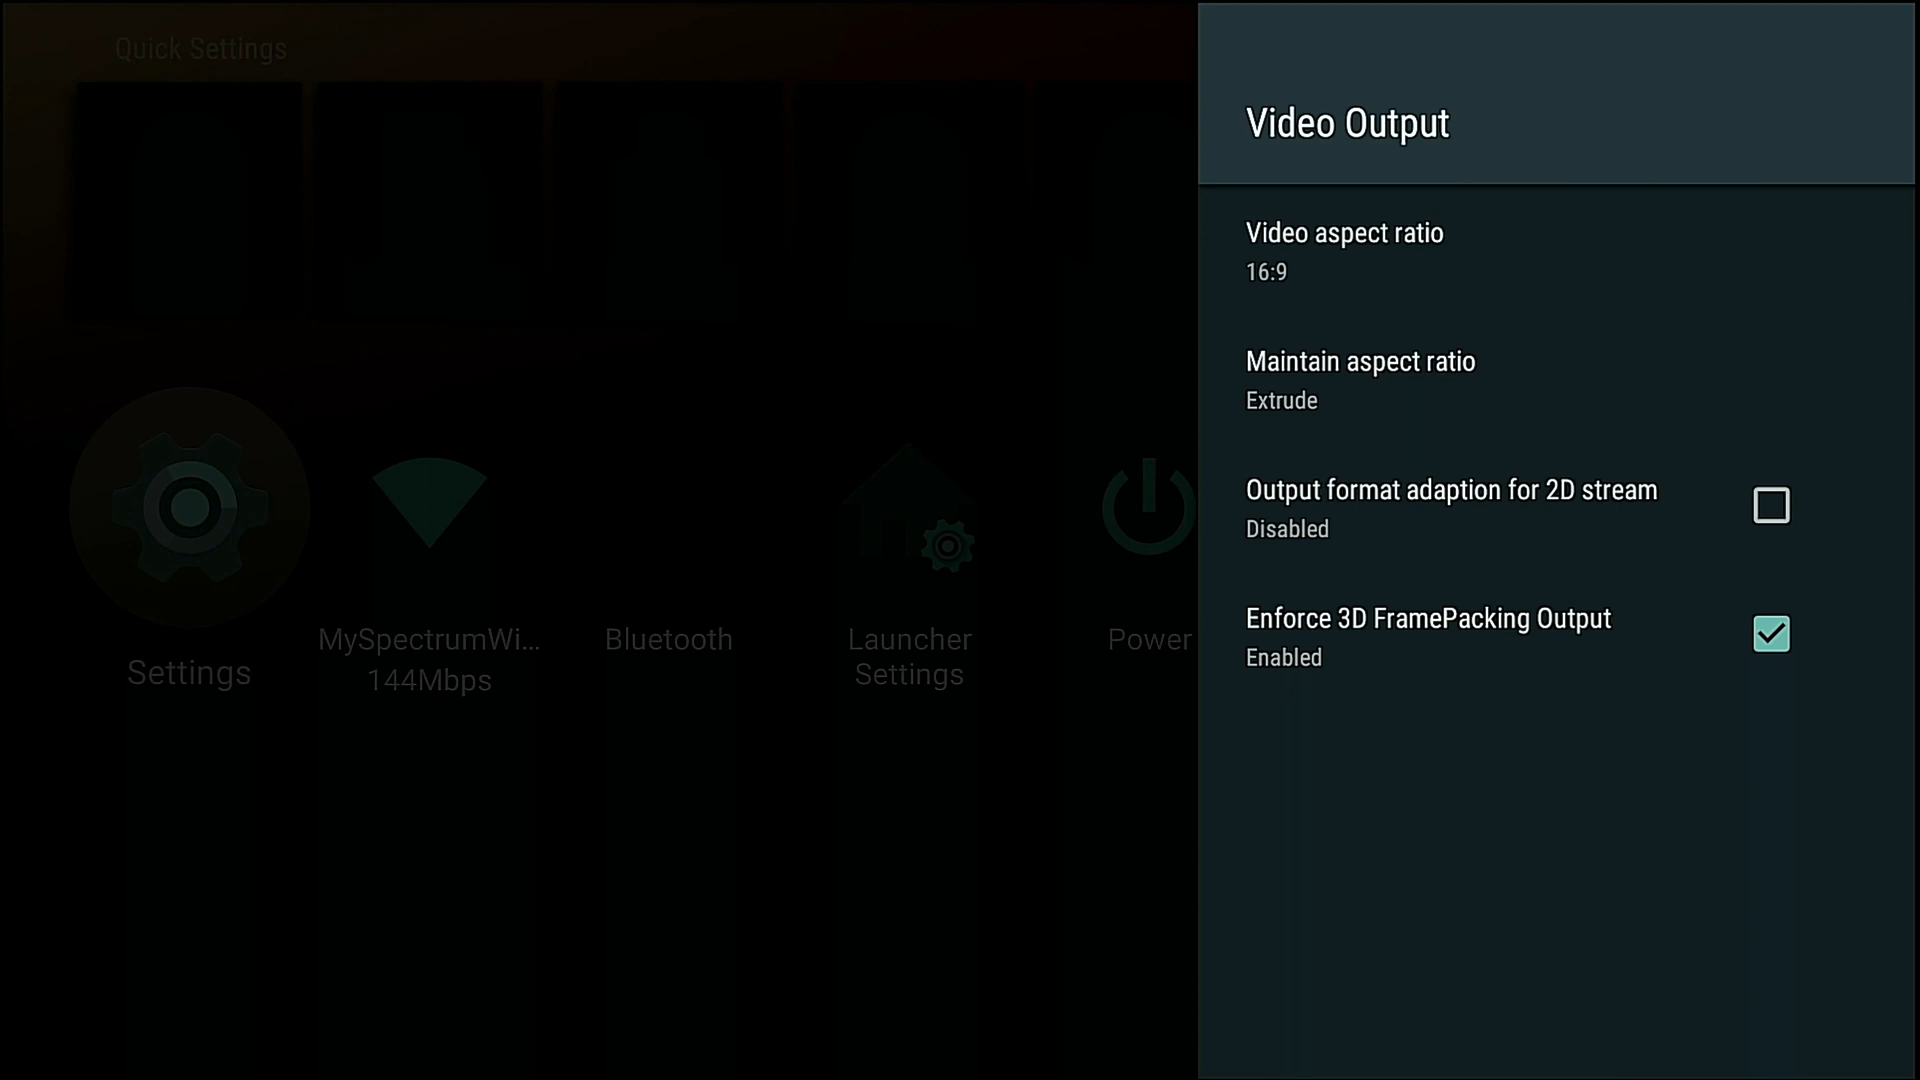 Quick Settings
Settings
MySpectrumWi...
144Mbps
Bluetooth
Launcher
Settings
Power
Video Output
Video aspect ratio
16:9
Maintain aspect ratio
Extrude
Output format adaption for 2D stream
Disabled
Enforce 3D FramePacking Output
Enabled